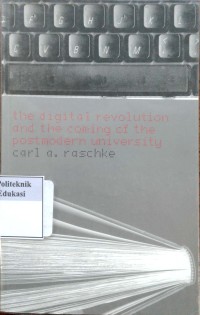 the digital revolution
and the coming of the
postmodern university
carl a. raschke
Politeknik
Edukasi